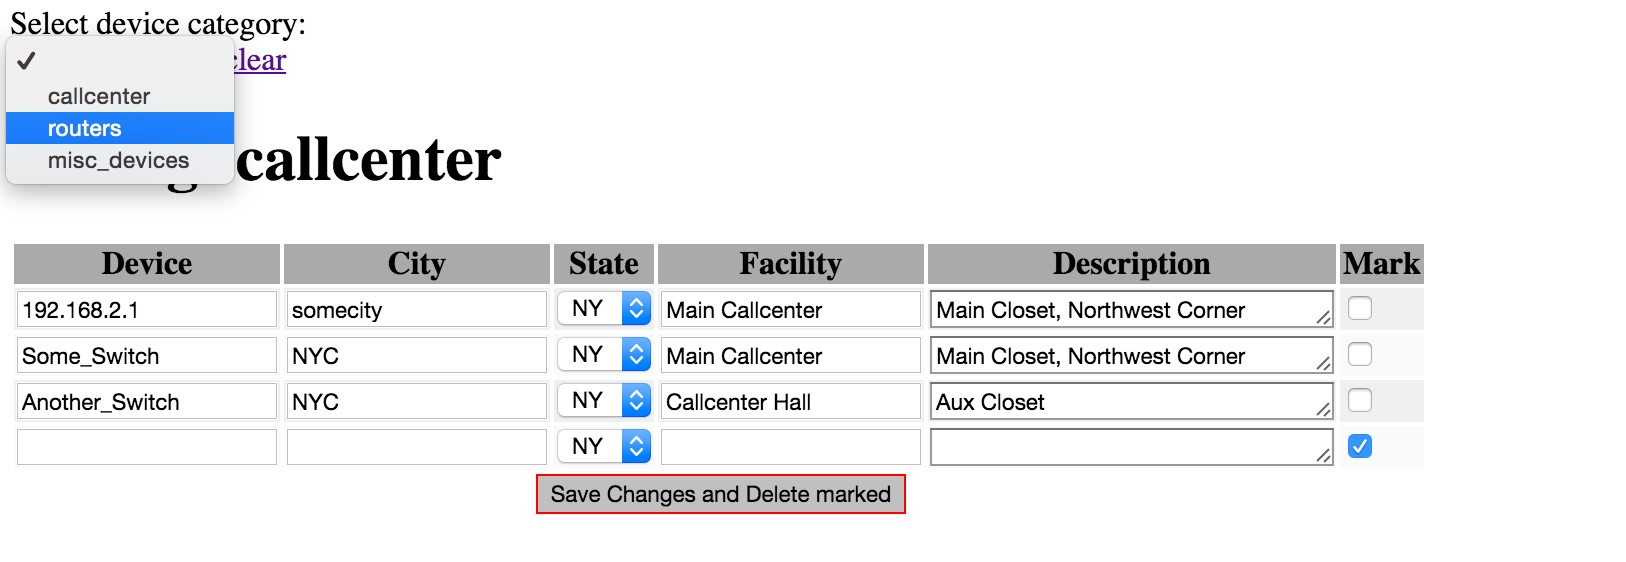 Select device category:
clear
callcenter
routers
misc_devices
callcenter
Device City State Facility Description Mark
192.168.2.1 somecity NY Main Callcenter Main Closet, Northwest Corner
Some_Switch NYC NY Main Callcenter Main Closet, Northwest Corner
Another_Switch NYC NY Callcenter Hall Aux Closet
NY
Save Changes and Delete marked